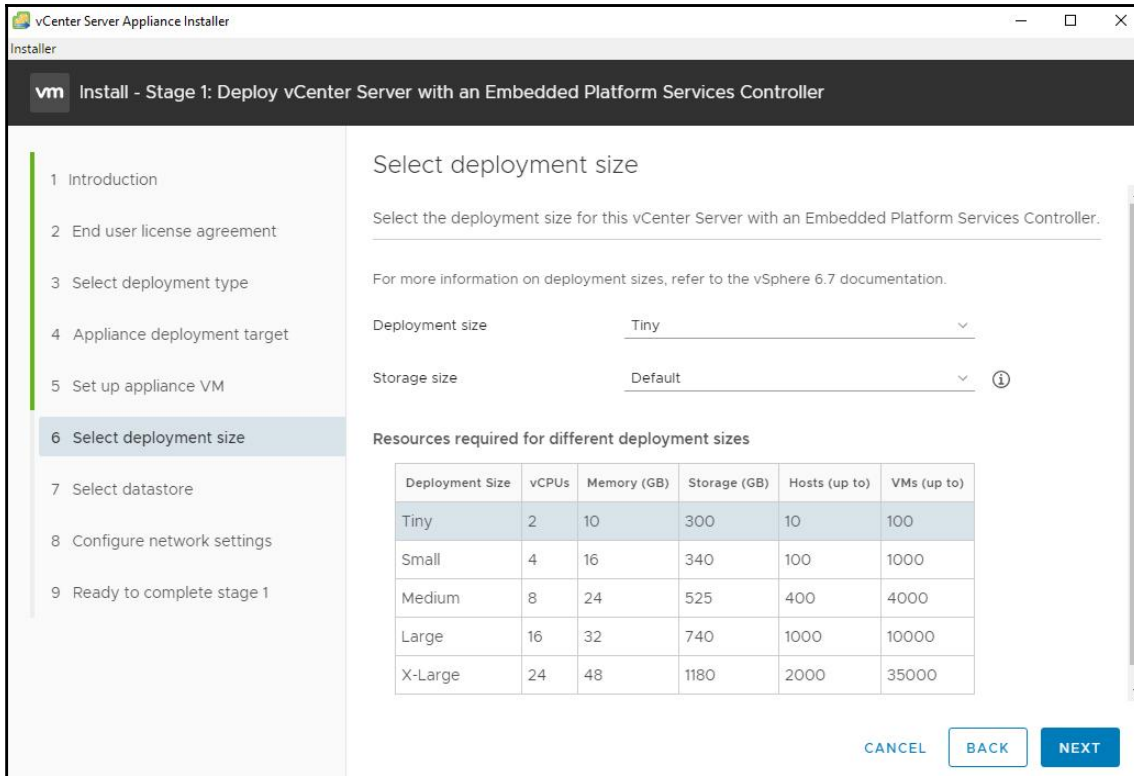 vCenter Server Appliance Installer
Installer
vm Install - Stage 1: Deploy vCenter Server with an Embedded Platform Services Controller
1 Introduction
2 End user license agreement
3 Select deployment type
4 Appliance deployment target
5 Set up appliance VM
6 Select deployment size
7 Select datastore
8 Configure network settings
9 Ready to complete stage 1
Select deployment size
Select the deployment size for this vCenter Server with an Embedded Platform Services Controller.
For more information on deployment sizes, refer to the vSphere 6.7 documentation.
Deployment size Tiny
Storage size Default
Resources required for different deployment sizes
Deployment Size vCPUs Memory (GB) Storage (GB) Hosts (up to) VMs (up to)
Tiny 2 10 300 10 100
Small 4 16 340 100 1000
Medium 8 24 525 400 4000
Large 16 32 740 1000 10000
X-Large 24 48 1180 2000 35000
CANCEL BACK NEXT